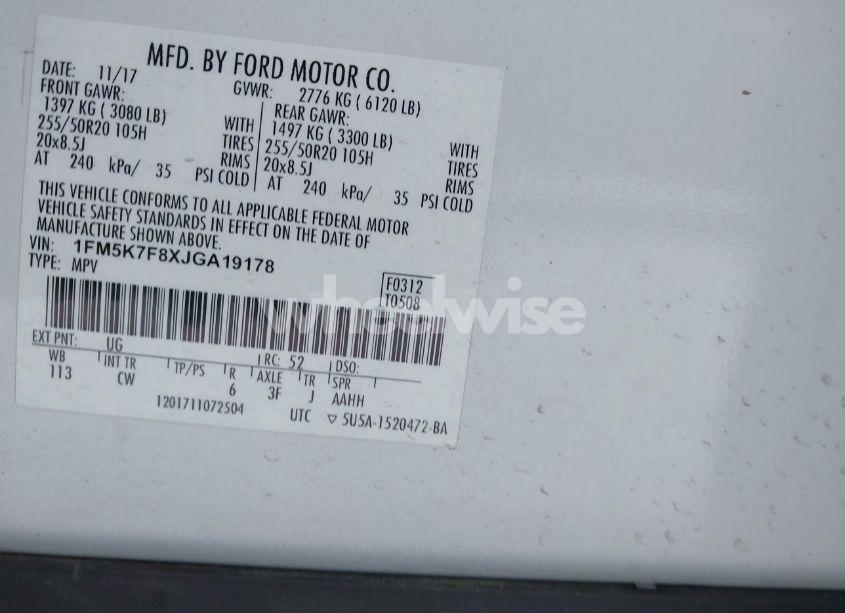 MFD. BY FORD MOTOR CO.
DATE: 11/17 GVWR: 2776 KG ( 6120 LB)
FRONT GAWR: REAR GAWR:
1397 KG ( 3080 LB) WITH 1497 KG ( 3300 LB) WITH
255/50R20 105H TIRES 255/50R20 105H TIRES
20x8.5J RIMS 20x8.5J RIMS
AT 240 kPa/ 35 PSI COLD AT 240 kPa/ 35 PSI COLD
THIS VEHICLE CONFORMS TO ALL APPLICABLE FEDERAL MOTOR
VEHICLE SAFETY STANDARDS IN EFFECT ON THE DATE OF
MANUFACTURE SHOWN ABOVE.
VIN: 1FM5K7F8XJGA19178
TYPE: MPV
F0312
T0508
wheelwise
EXT PNT: UG RC: 52 DSO:
WB INT TR TP/PS R AXLE TR SPR
113 CW 6 3F J AAHH
1201711072504 UTC ▽ 5U5A-1520472-BA